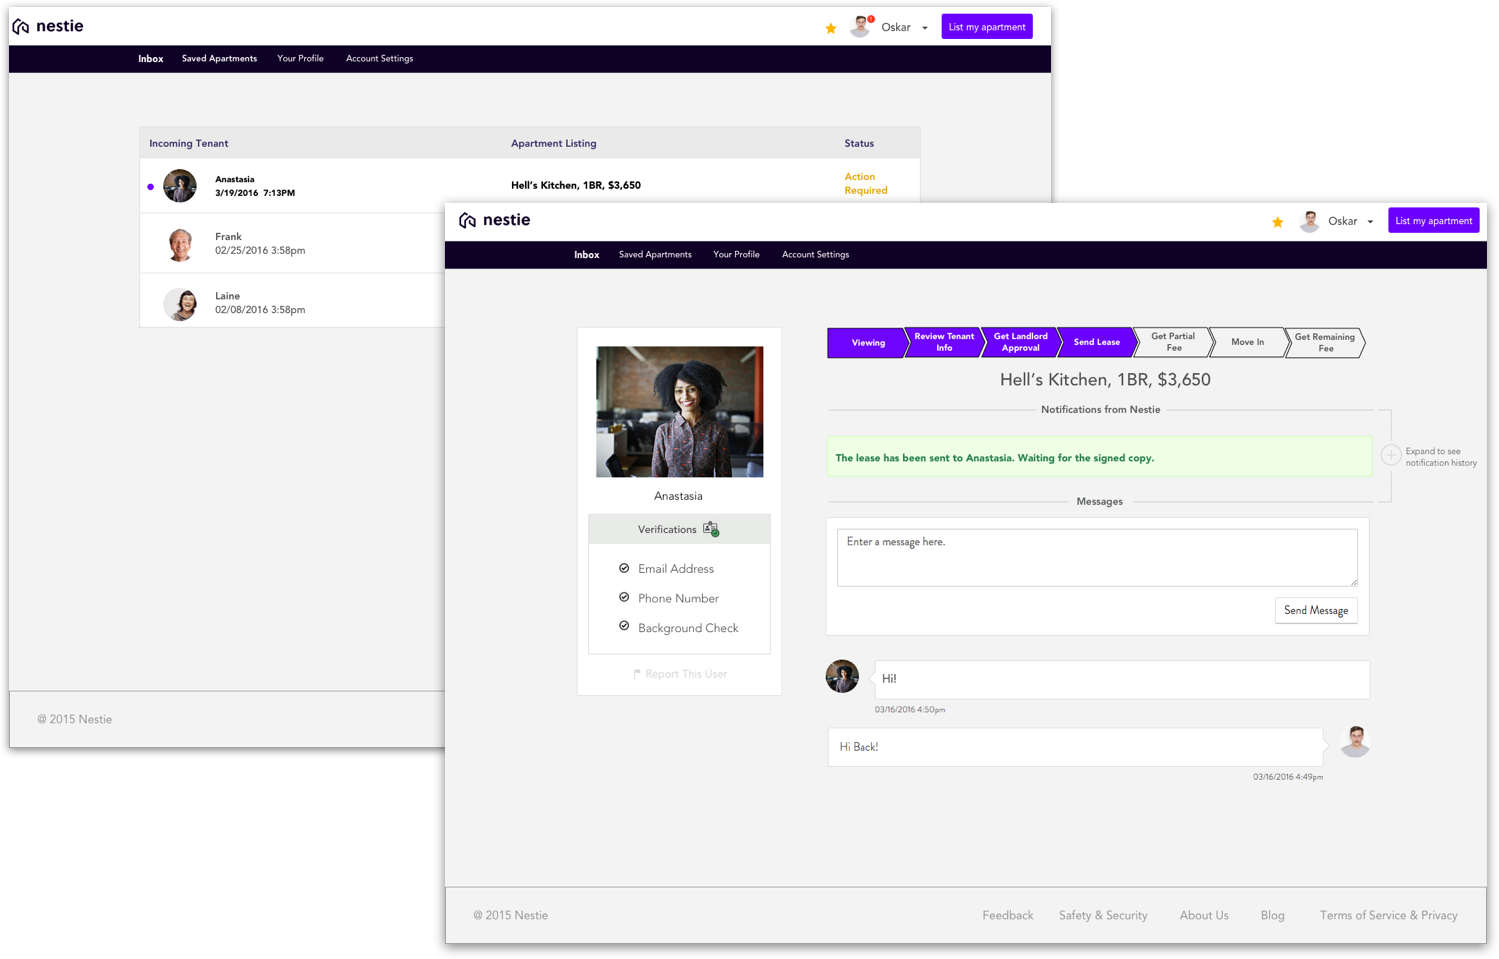 nestie
1
Oskar
List my apartment
Inbox
Saved Apartments
Your Profile
Account Settings
Incoming Tenant
Apartment Listing
Status
Anastasia
3/19/2016 7:13PM
Hell's Kitchen, 1BR, $3,650
Action
Required
Frank
02/25/2016 3:58pm
Laine
02/08/2016 3:58pm
@ 2015 Nestie
nestie
Oskar
List my apartment
Inbox
Saved Apartments
Your Profile
Account Settings
Anastasia
Verifications
Email Address
Phone Number
Background Check
Report This User
Viewing
Review Tenant
Info
Get Landlord
Approval
Send Lease
Get Partial
Fee
Move In
Get Remaining
Fee
Hell's Kitchen, 1BR, $3,650
Notifications from Nestie
The lease has been sent to Anastasia. Waiting for the signed copy.
Expand to see
notification history
Messages
Enter a message here.
Send Message
Hi!
03/16/2016 4:50pm
Hi Back!
03/16/2016 4:49pm
@ 2015 Nestie
Feedback
Safety & Security
About Us
Blog
Terms of Service & Privacy